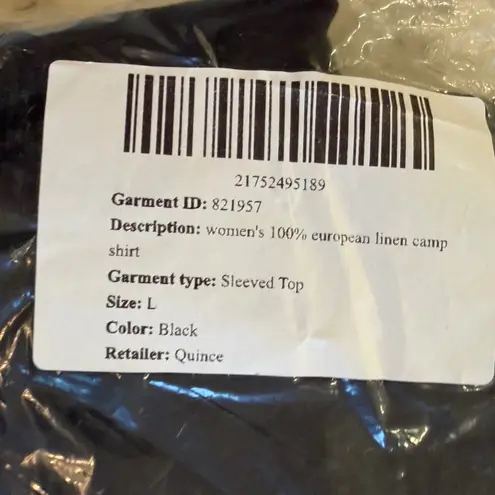 21752495189
Garment ID: 821957
Description: women's 100% european linen camp
shirt
Garment type: Sleeved Top
Size: L
Color: Black
Retailer: Quince